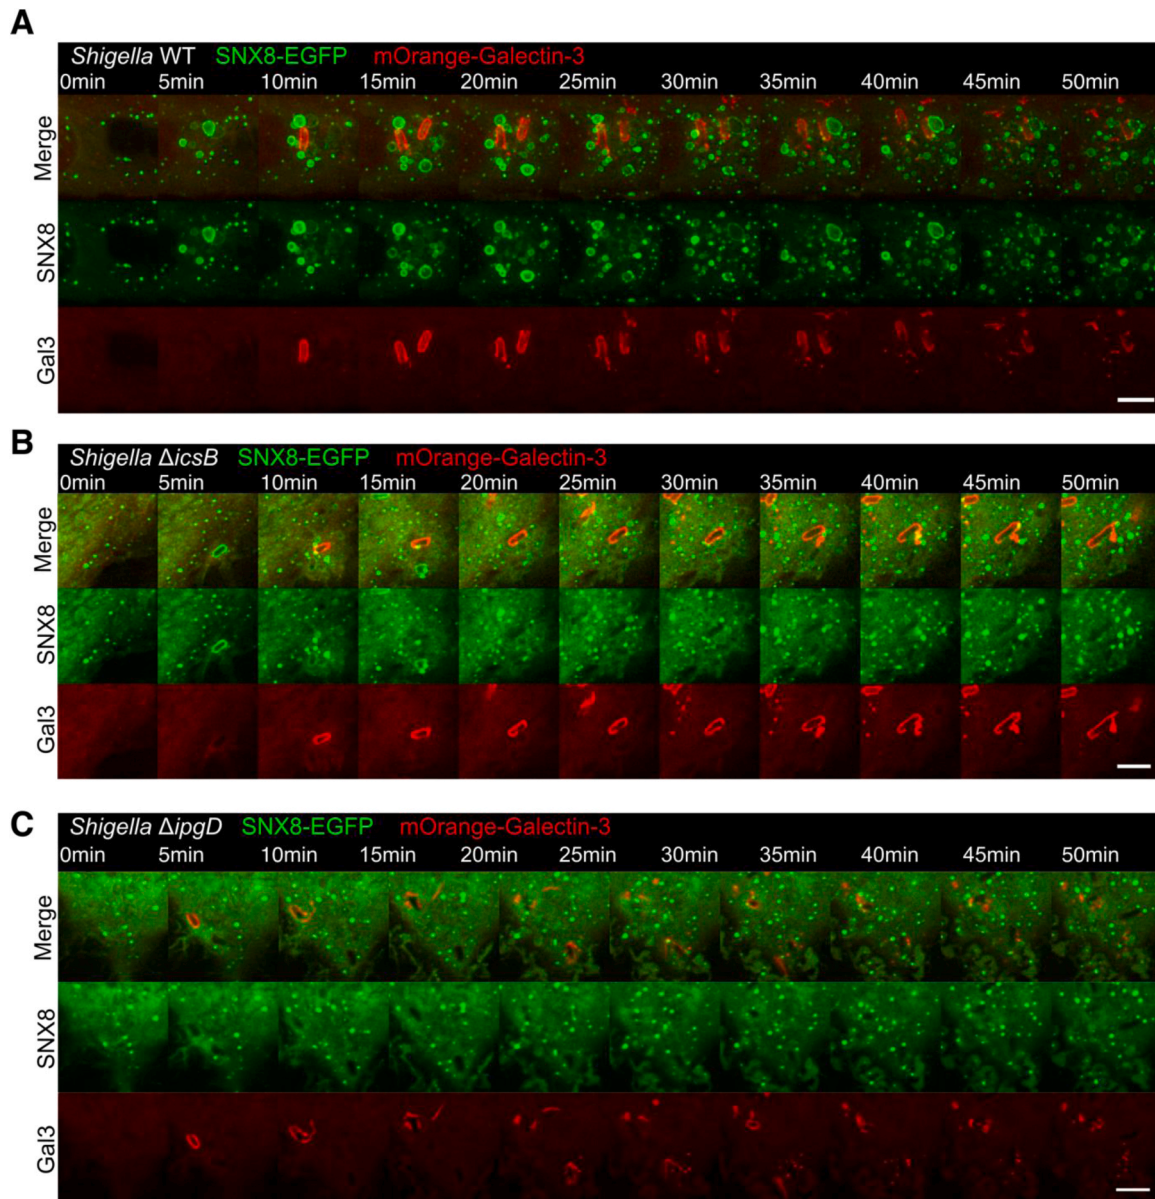 A
Shigella WT SNX8-EGFP mOrange-Galectin-3
0min 5min 10min 15min 20min 25min 30min 35min 40min 45min 50min
Merge
SNX8
Gal3
B
Shigella ΔicsB SNX8-EGFP mOrange-Galectin-3
0min 5min 10min 15min 20min 25min 30min 35min 40min 45min 50min
Merge
SNX8
Gal3
C
Shigella ΔipgD SNX8-EGFP mOrange-Galectin-3
0min 5min 10min 15min 20min 25min 30min 35min 40min 45min 50min
Merge
SNX8
Gal3